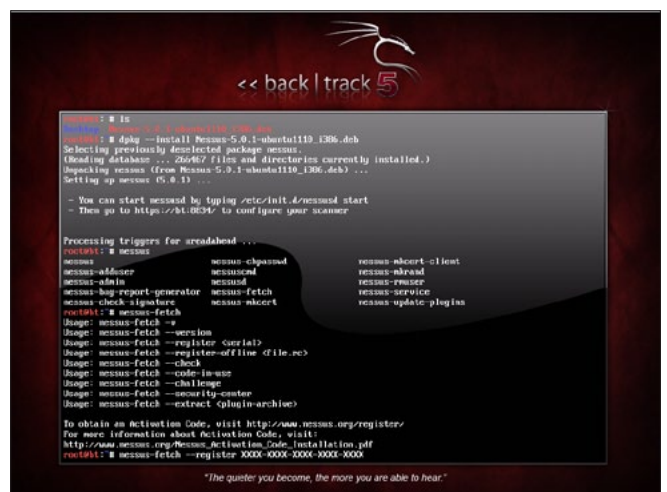 << back | track 5
root@bt:~# ls
Desktop Nessus-5.0.1-ubuntu1110_i386.deb
root@bt:~# dpkg --install Nessus-5.0.1-ubuntu1110_i386.deb
Selecting previously deselected package nessus.
(Reading database ... 266467 files and directories currently installed.)
Unpacking nessus (from Nessus-5.0.1-ubuntu1110_i386.deb) ...
Setting up nessus (5.0.1) ...
- You can start nessusd by typing /etc/init.d/nessusd start
- Then go to https://bt:8834/ to configure your scanner
Processing triggers for ureadahead ...
root@bt:~# nessus
nessus nessus-chpasswd nessus-mkcert-client
nessus-adduser nessuscmd nessus-mkrand
nessus-admin nessusd nessus-rmuser
nessus-bug-report-generator nessus-fetch nessus-service
nessus-check-signature nessus-mkcert nessus-update-plugins
root@bt:~# nessus-fetch
Usage: nessus-fetch -v
Usage: nessus-fetch --version
Usage: nessus-fetch --register <serial>
Usage: nessus-fetch --register-offline <file.rc>
Usage: nessus-fetch --check
Usage: nessus-fetch --code-in-use
Usage: nessus-fetch --challenge
Usage: nessus-fetch --security-center
Usage: nessus-fetch --extract <plugin-archive>
To obtain an Activation Code, visit http://www.nessus.org/register/
For more information about Activation Code, visit:
http://www.nessus.org/Nessus_Activation_Code_Installation.pdf
root@bt:~# nessus-fetch --register XXXX-XXXX-XXXX-XXXX-XXXX
"The quieter you become, the more you are able to hear."